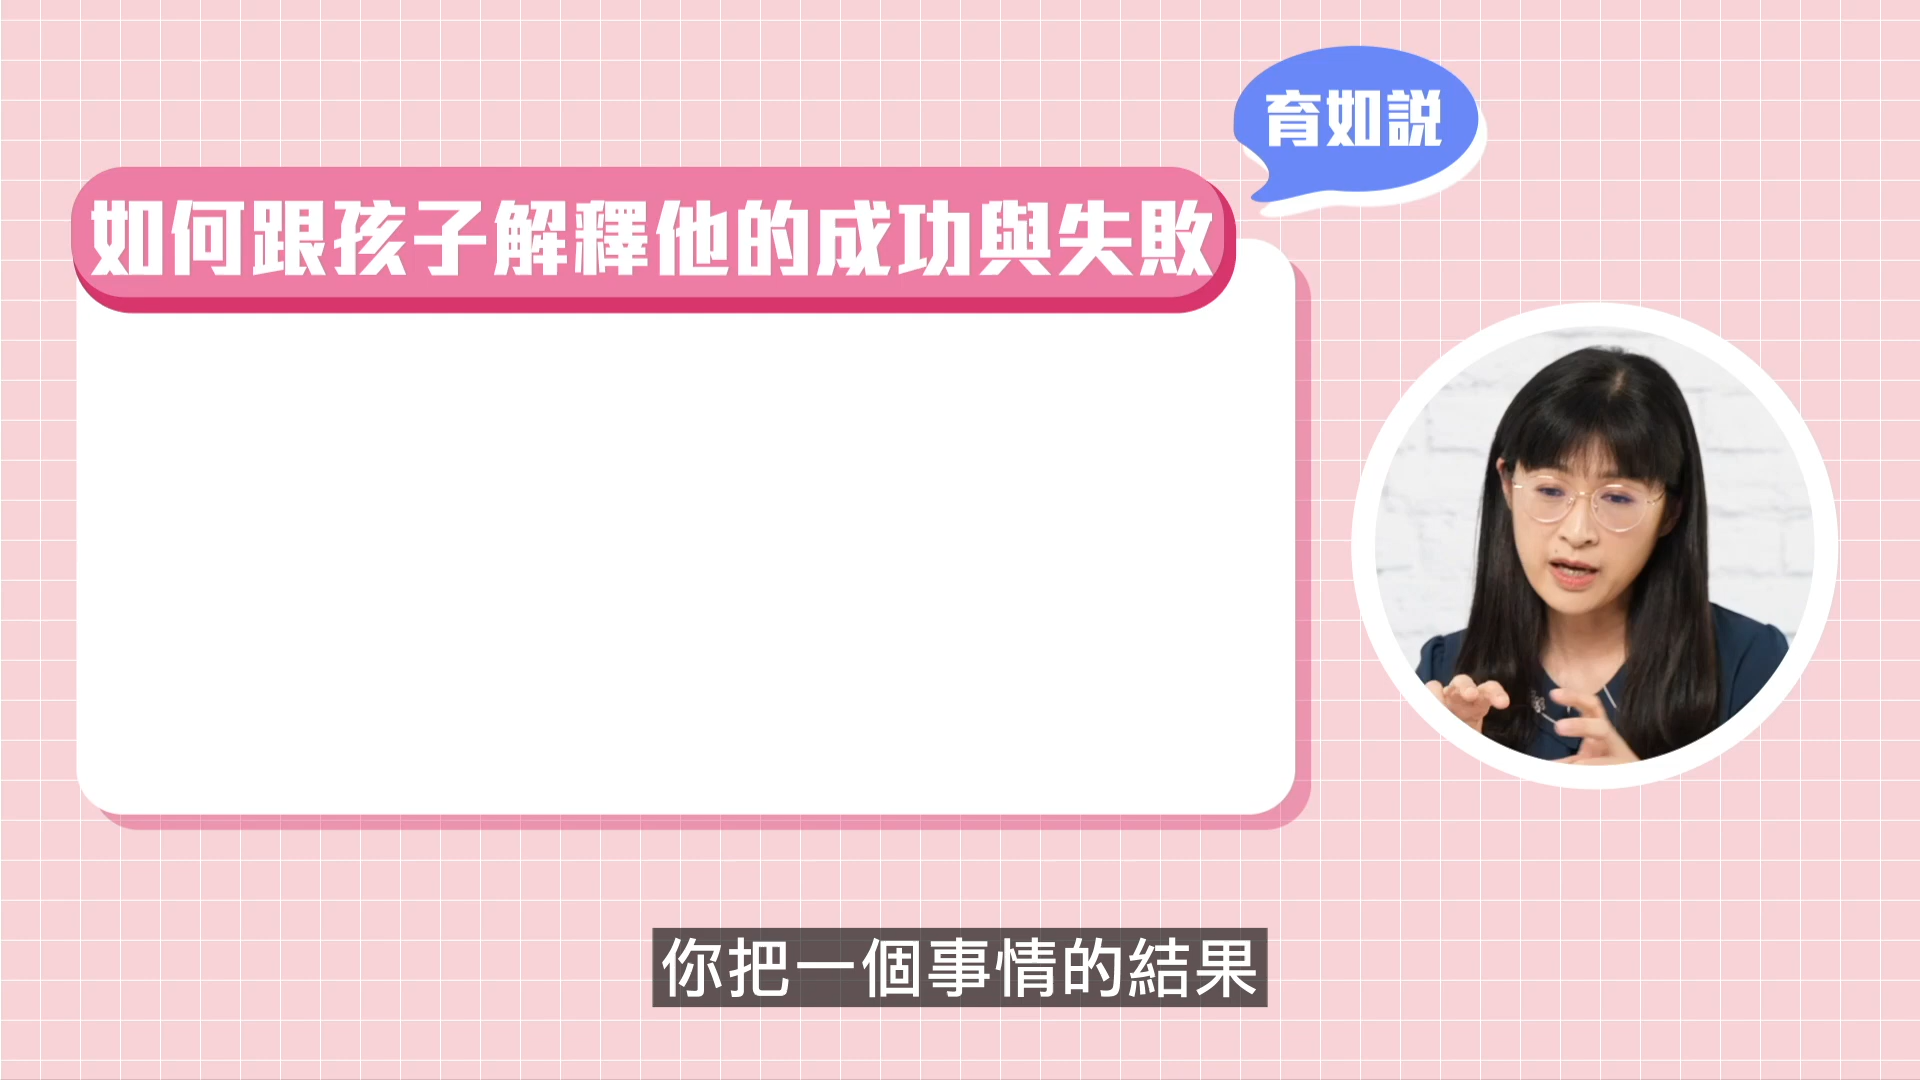 育如說
如何跟孩子解釋他的成功與失敗
你把一個事情的結果